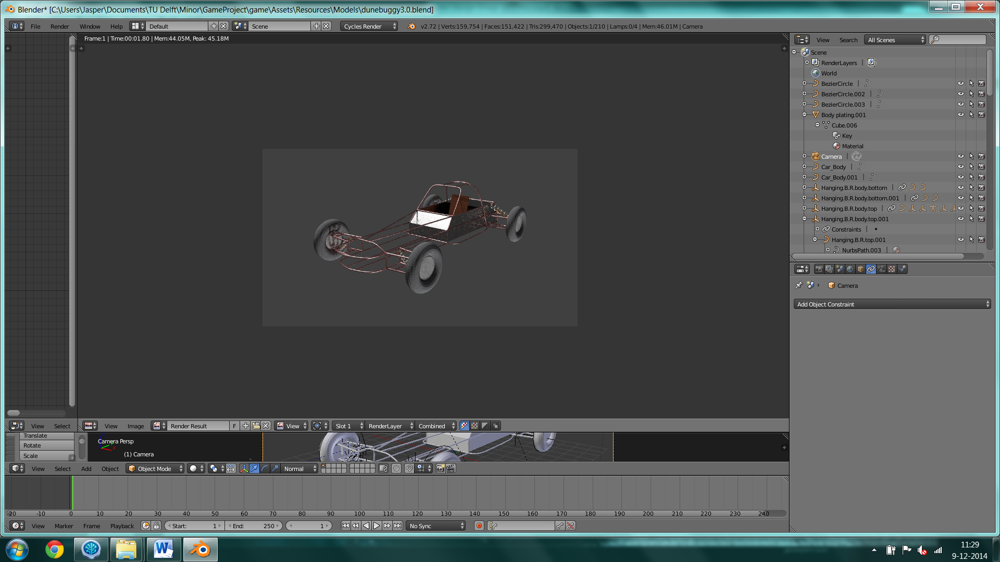 Blender* [C:\Users\Jasper\Documents\TU Delft\Minor\GameProject\game\Assets\Resources\Models\dunebuggy3.0.blend]
File Render Window Help Default Scene Cycles Render v2.72 | Verts:159,754 | Faces:151,422 | Tris:299,470 | Objects:1/210 | Lamps:0/4 | Mem:46.01M | Camera
Frame:1 | Time:00:01.80 | Mem:44.05M, Peak: 45.18M
View Search All Scenes
Scene
RenderLayers |
World
BezierCircle |
BezierCircle.002 |
BezierCircle.003 |
Body plating.001
Cube.006
Key
Material
Camera |
Car_Body |
Car_Body.001 |
Hanging.B.R.body.bottom |
Hanging.B.R.body.bottom.001 |
Hanging.B.R.body.top |
Hanging.B.R.body.top.001
Constraints |
Hanging.B.R.top.001
NurbsPath.003 |
Camera
Add Object Constraint
View Select
View Image Render Result F View Slot 1 RenderLayer Combined
Translate
Rotate
Scale
Camera Persp
x
(1) Camera
View Select Add Object Object Mode Normal
-20 -10 0 10 20 30 40 50 60 70 80 90 100 110 120 130 140 150 160 170 180 190 200 210 220 230 240
View Marker Frame Playback Start: 1 End: 250 1 No Sync
11:29
9-12-2014